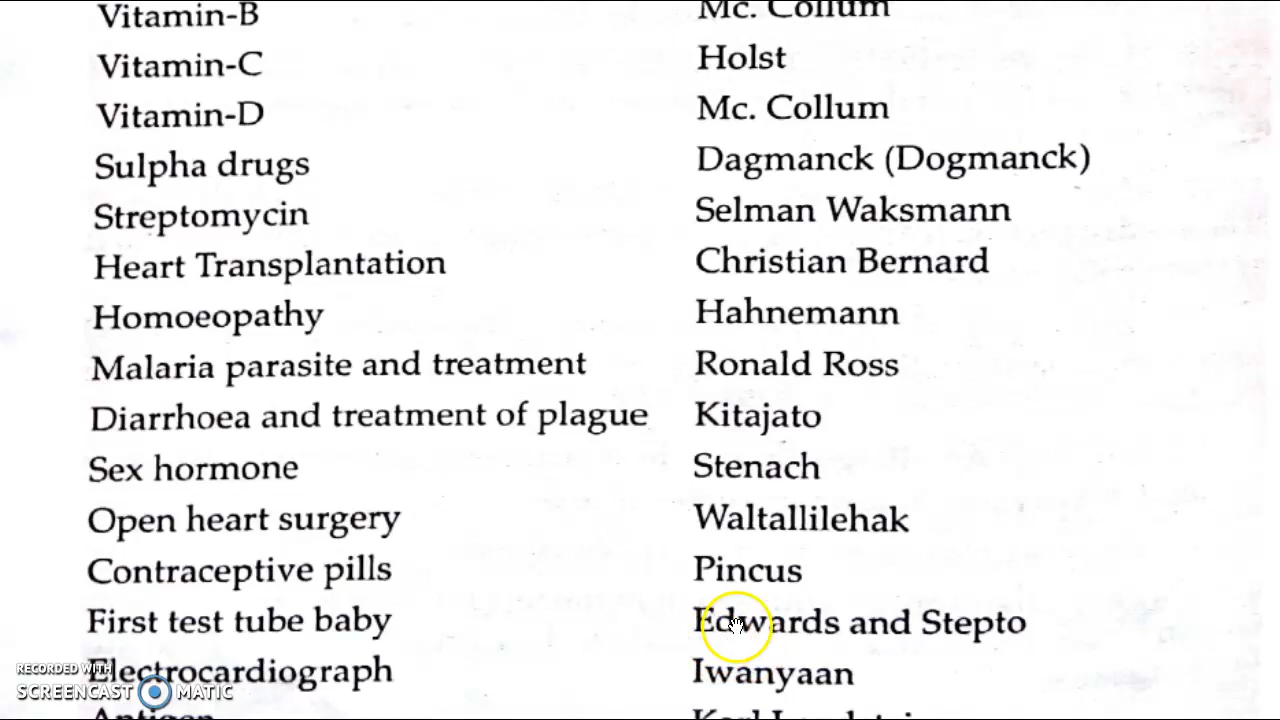 Vitamin-B Mc. Collum
Vitamin-C Holst
Vitamin-D Mc. Collum
Sulpha drugs Dagmanck (Dogmanck)
Streptomycin Selman Waksmann
Heart Transplantation Christian Bernard
Homoeopathy Hahnemann
Malaria parasite and treatment Ronald Ross
Diarrhoea and treatment of plague Kitajato
Sex hormone Stenach
Open heart surgery Waltallilehak
Contraceptive pills Pincus
First test tube baby Edwards and Stepto
Electrocardiograph Iwanyaan
RECORDED WITH
SCREENCAST MATIC
Antigen